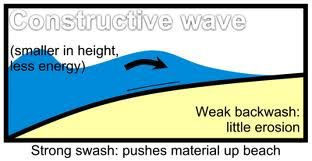 Constructive wave
(smaller in height,
less energy)
Weak backwash:
little erosion
Strong swash: pushes material up beach